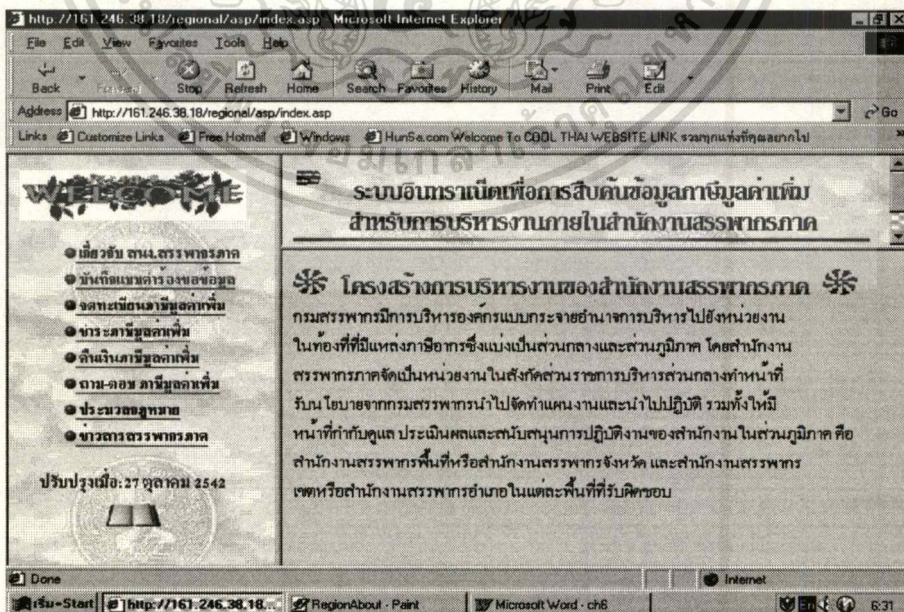 http://161.246.38.18/regional/asp/index.asp - Microsoft Internet Explorer
File Edit View Favorites Tools Help
Back Forward Stop Refresh Home Search Favorites History Mail Print Edit
Address http://161.246.38.18/regional/asp/index.asp Go
Links Customize Links Free Hotmail Windows HunSa.com Welcome To COOL THAI WEBSITE LINK รวมทุกแห่งที่คุณอยากไป
WELCOME
ระบบอินทราเน็ตเพื่อการสืบค้นข้อมูลภาษีมูลค่าเพิ่ม
สำหรับการบริหารงานภายในสำนักงานสรรพากรภาค
เกี่ยวกับ สนง.สรรพากรภาค
บันทึกแบบคำร้องขอข้อมูล
จดทะเบียนภาษีมูลค่าเพิ่ม
ชำระภาษีมูลค่าเพิ่ม
คืนเงินภาษีมูลค่าเพิ่ม
ถาม-ตอบ ภาษีมูลค่าเพิ่ม
ประมวลกฎหมาย
ข่าวสารสรรพากรภาค
ปรับปรุงเมื่อ: 27 ตุลาคม 2542
โครงสร้างการบริหารงานของสำนักงานสรรพากรภาค
กรมสรรพากรมีการบริหารองค์กรแบบกระจายอำนาจการบริหารไปยังหน่วยงาน
ในท้องที่ที่มีแหล่งภาษีอากรซึ่งแบ่งเป็นส่วนกลางและส่วนภูมิภาค โดยสำนักงาน
สรรพากรภาคจัดเป็นหน่วยงานในสังกัดส่วนราชการบริหารส่วนกลางทำหน้าที่
รับนโยบายจากกรมสรรพากรนำไปจัดทำแผนงานและนำไปปฏิบัติ รวมทั้งให้มี
หน้าที่กำกับดูแล ประเมินผลและสนับสนุนการปฏิบัติงานของสำนักงานในส่วนภูมิภาค คือ
สำนักงานสรรพากรพื้นที่หรือสำนักงานสรรพากรจังหวัด และสำนักงานสรรพากร
เขตหรือสำนักงานสรรพากรอำเภอในแต่ละพื้นที่ที่รับผิดชอบ
Done Internet
เริ่ม-Start http://161.246.38.18... RegionAbout - Paint Microsoft Word - ch6 En 6:31